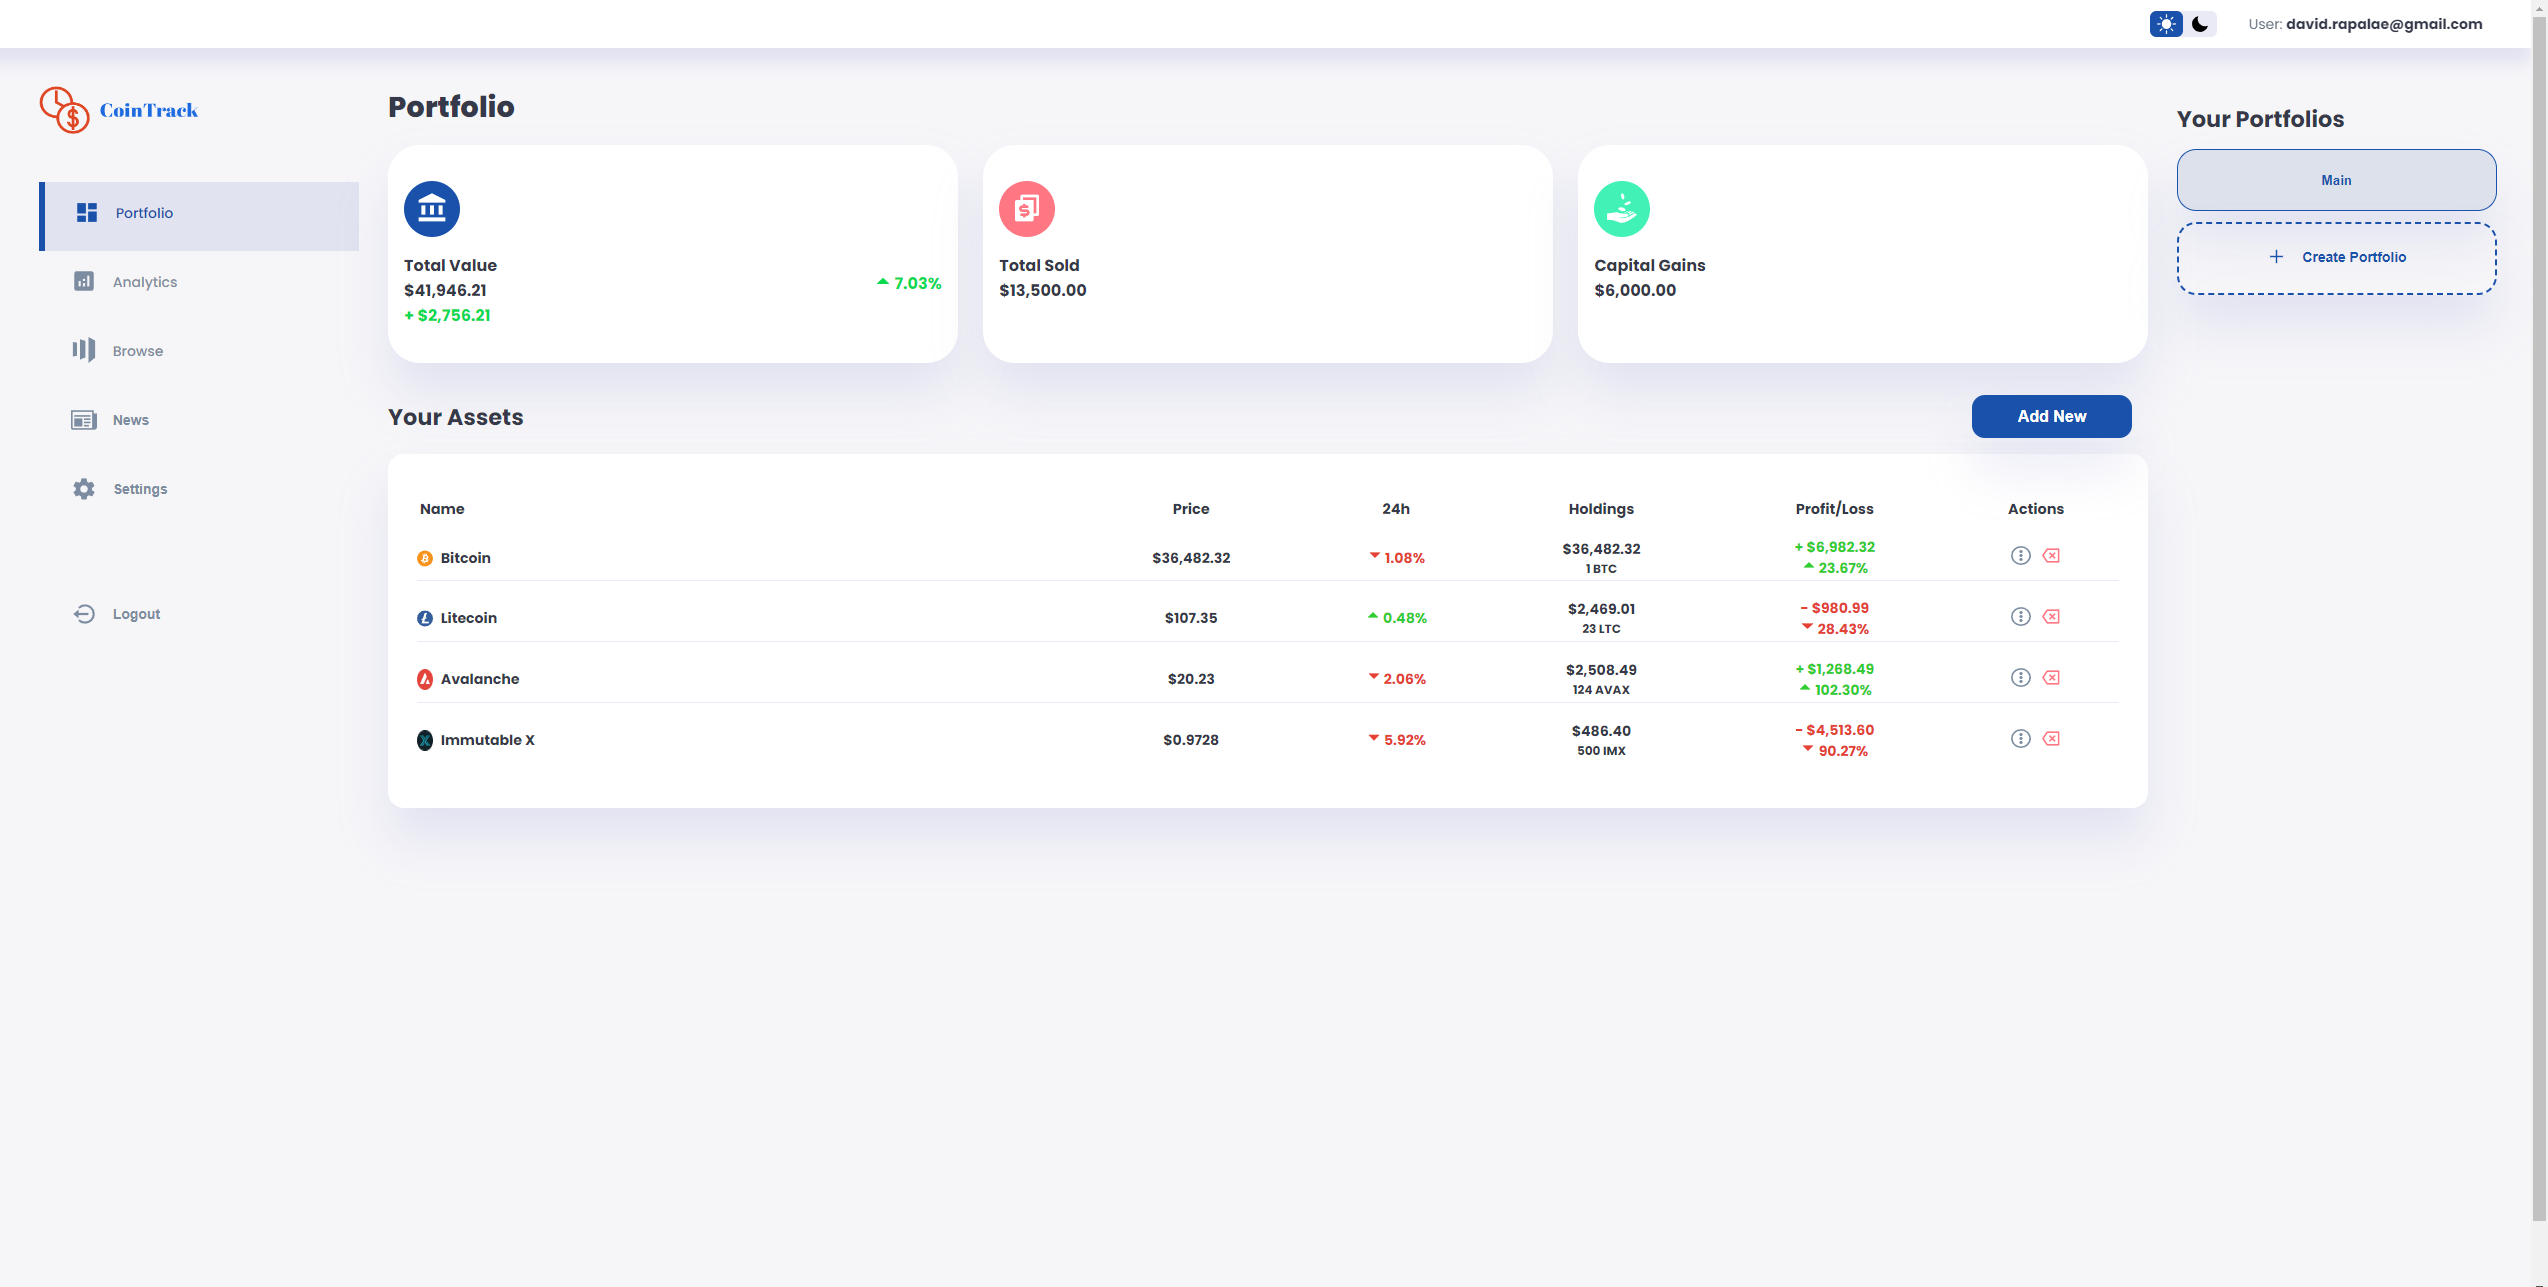 User: david.rapalae@gmail.com
CoinTrack
Portfolio
Analytics
Browse
News
Settings
Logout
Portfolio
Total Value
$41,946.21
+ $2,756.21
7.03%
Total Sold
$13,500.00
Capital Gains
$6,000.00
Your Portfolios
Main
+ Create Portfolio
Your Assets
Add New
Name Price 24h Holdings Profit/Loss Actions
Bitcoin $36,482.32 1.08% $36,482.32 + $6,982.32
1 BTC 23.67%
Litecoin $107.35 0.48% $2,469.01 - $980.99
23 LTC 28.43%
Avalanche $20.23 2.06% $2,508.49 + $1,268.49
124 AVAX 102.30%
Immutable X $0.9728 5.92% $486.40 - $4,513.60
500 IMX 90.27%